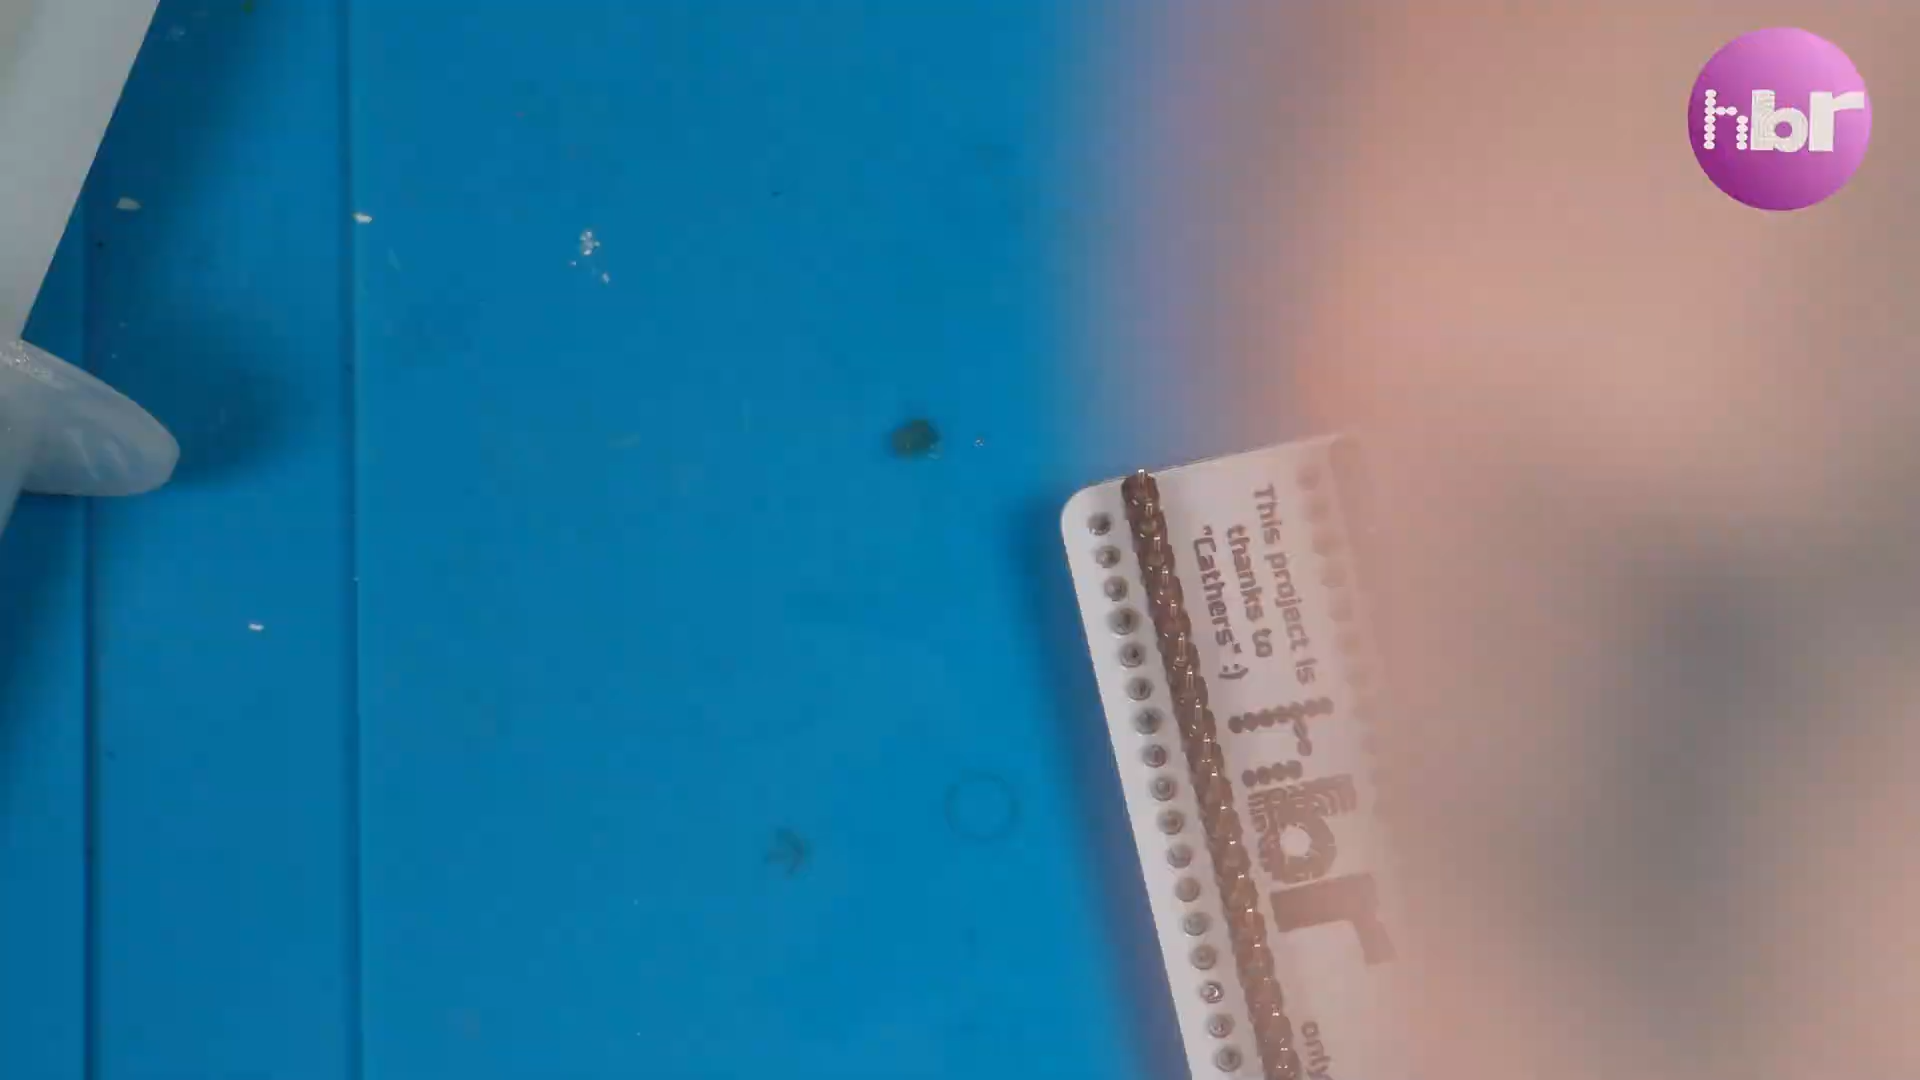 hbr
This project is
thanks to
"Cathers" :)
hbr
only